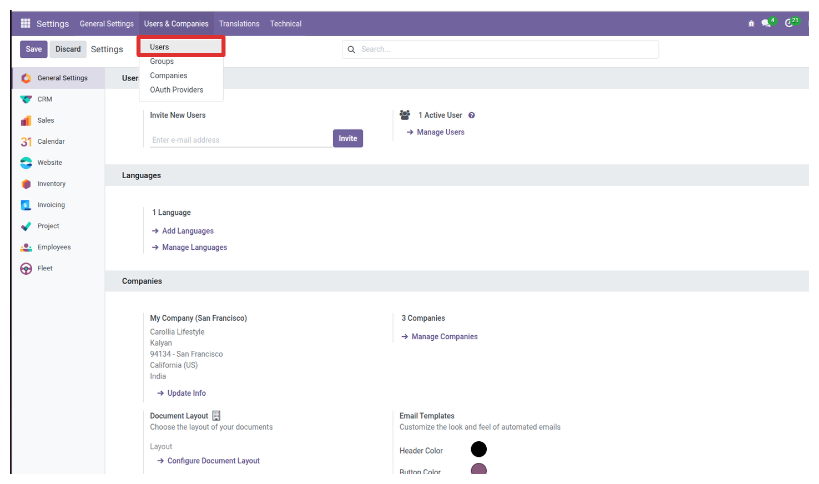 Settings General Settings Users & Companies Translations Technical 4 21
Save Discard Settings Users Search...
Groups
Companies
OAuth Providers
General Settings
CRM
Sales
31 Calendar
Website
Inventory
Invoicing
Project
Employees
Fleet
User
Invite New Users
Enter e-mail address Invite
1 Active User ?
→ Manage Users
Languages
1 Language
→ Add Languages
→ Manage Languages
Companies
My Company (San Francisco)
Carollia Lifestyle
Kalyan
94134 - San Francisco
California (US)
India
→ Update Info
3 Companies
→ Manage Companies
Document Layout
Choose the layout of your documents
Layout
→ Configure Document Layout
Email Templates
Customize the look and feel of automated emails
Header Color
Button Color